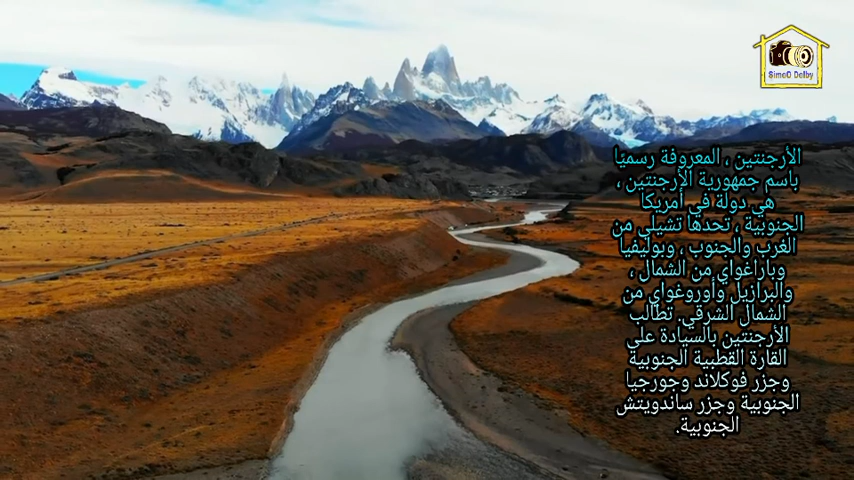 SimoO Dolby
الأرجنتين ، المعروفة رسميًا
باسم جمهورية الأرجنتين ،
هي دولة في أمريكا
الجنوبية ، تحدها تشيلي من
الغرب والجنوب ، وبوليفيا
وباراغواي من الشمال ،
والبرازيل وأوروغواي من
الشمال الشرقي. تطالب
الأرجنتين بالسيادة على
القارة القطبية الجنوبية
وجزر فوكلاند وجورجيا
الجنوبية وجزر ساندويتش
الجنوبية.